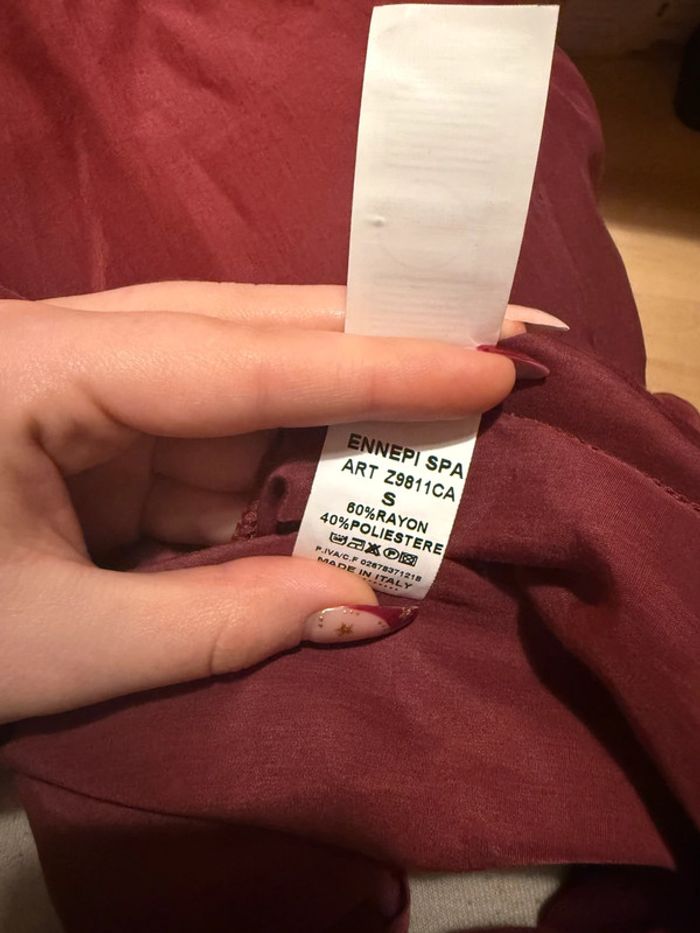 ENNEPI SPA
ART Z9811CA
S
60%RAYON
40%POLIESTERE
P.IVA/C.F 02678371218
MADE IN ITALY